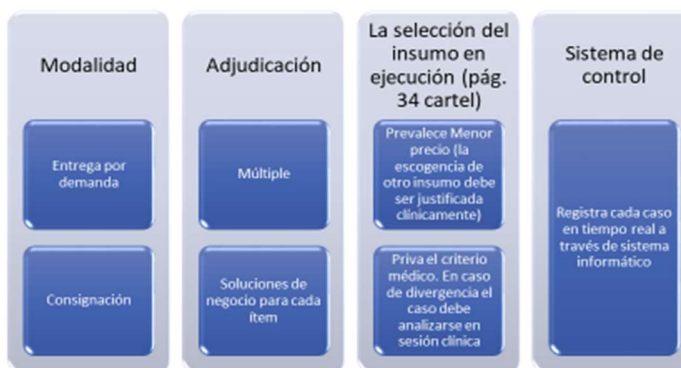 Modalidad
Entrega por
demanda
Consignación
Adjudicación
Múltiple
Soluciones de
negocio para cada
ítem
La selección del
insumo en
ejecución (pág.
34 cartel)
Prevalece Menor
precio (la
escogencia de
otro insumo debe
ser justificada
clínicamente)
Priva el criterio
médico. En caso
de divergencia el
caso debe
analizarse en
sesión clínica
Sistema de
control
Registra cada caso
en tiempo real a
través de sistema
informático